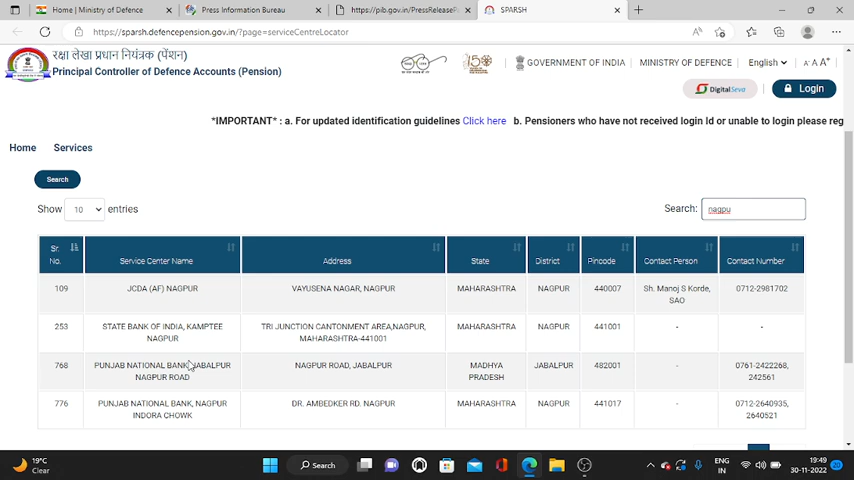 Home | Ministry of Defence
Press Information Bureau
https://pib.gov.in/PressReleaseP
SPARSH
https://sparsh.defencepension.gov.in/?page=serviceCentreLocator
रक्षा लेखा प्रधान नियंत्रक (पेंशन)
Principal Controller of Defence Accounts (Pension)
GOVERNMENT OF INDIA
MINISTRY OF DEFENCE
English
A- A A+
DigitalSeva
Login
*IMPORTANT* : a. For updated identification guidelines Click here b. Pensioners who have not received login Id or unable to login please reg
Home Services
Search
Show 10 entries
Search: nagpu
Sr. No. Service Center Name Address State District Pincode Contact Person Contact Number
109 JCDA (AF) NAGPUR VAYUSENA NAGAR, NAGPUR MAHARASHTRA NAGPUR 440007 Sh. Manoj S Korde, SAO 0712-2981702
253 STATE BANK OF INDIA, KAMPTEE NAGPUR TRI JUNCTION CANTONMENT AREA,NAGPUR, MAHARASHTRA-441001 MAHARASHTRA NAGPUR 441001 - -
768 PUNJAB NATIONAL BANK, JABALPUR NAGPUR ROAD NAGPUR ROAD, JABALPUR MADHYA PRADESH JABALPUR 482001 - 0761-2422268, 242561
776 PUNJAB NATIONAL BANK, NAGPUR INDORA CHOWK DR. AMBEDKER RD. NAGPUR MAHARASHTRA NAGPUR 441017 - 0712-2640935, 2640521
19°C
Clear
Search
ENG
IN
19:49
30-11-2022